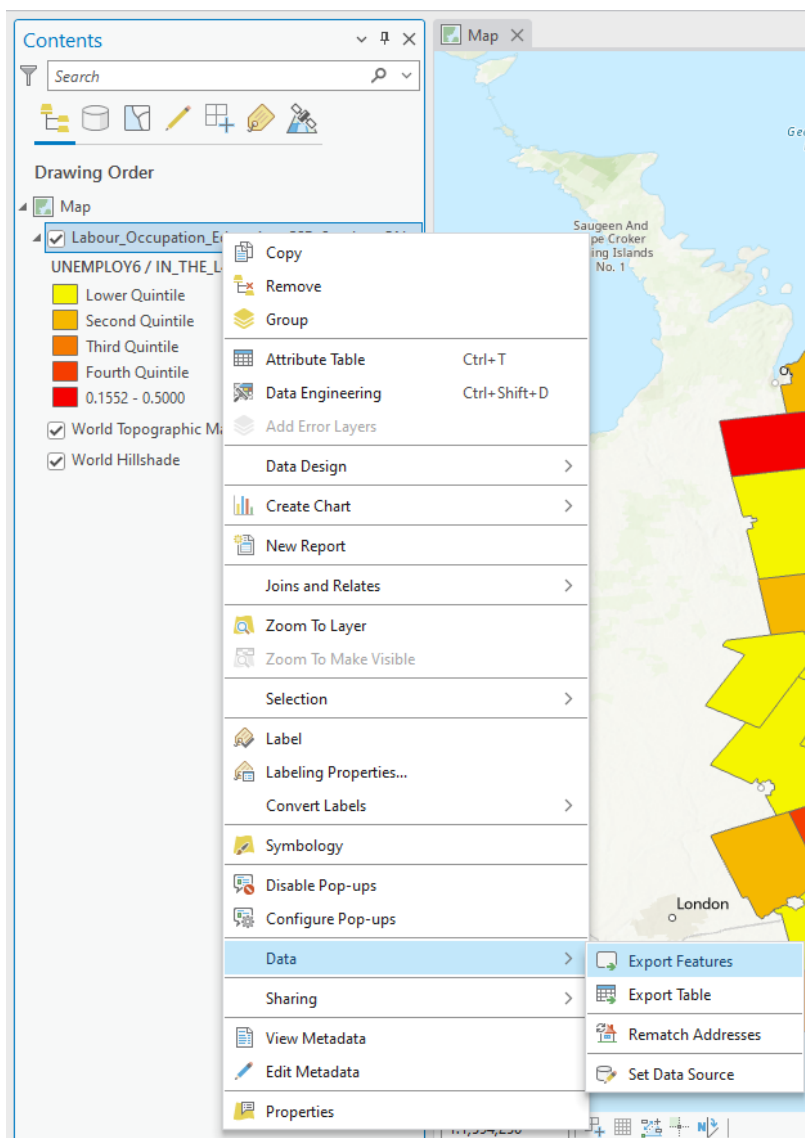 Contents
Map
Search
Drawing Order
Map
Labour_Occupation_E
UNEMPLOY6 / IN_THE_L
Lower Quintile
Second Quintile
Third Quintile
Fourth Quintile
0.1552 - 0.5000
World Topographic Ma
World Hillshade
Copy
Remove
Group
Attribute Table Ctrl+T
Data Engineering Ctrl+Shift+D
Add Error Layers
Data Design
Create Chart
New Report
Joins and Relates
Zoom To Layer
Zoom To Make Visible
Selection
Label
Labeling Properties...
Convert Labels
Symbology
Disable Pop-ups
Configure Pop-ups
Data
Sharing
View Metadata
Edit Metadata
Properties
Export Features
Export Table
Rematch Addresses
Set Data Source
Geo
Saugeen And
pe Croker
ing Islands
No. 1
London